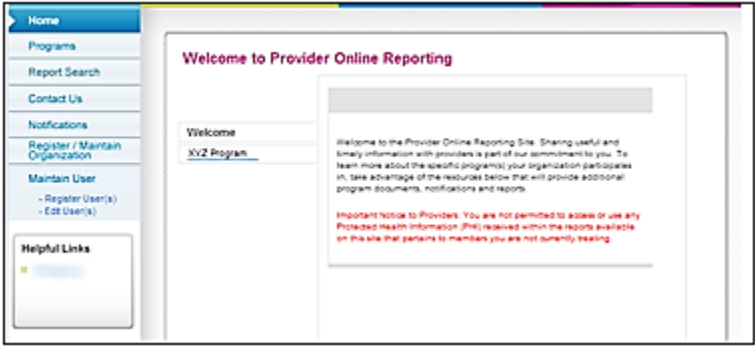 Home
Programs
Report Search
Contact Us
Notifications
Register / Maintain
Organization
Maintain User
- Register User(s)
- Edit User(s)
Helpful Links
Welcome to Provider Online Reporting
Welcome
XYZ Program
Welcome to the Provider Online Reporting Site. Sharing useful and
timely information with providers is part of our commitment to you. To
learn more about the specific program(s) your organization participates
in, take advantage of the resources below that will provide additional
program documents, notifications and reports.
Important Notice to Providers: You are not permitted to access or use any
Protected Health Information (PHI) received within the reports available
on this site that pertains to members you are not currently treating.